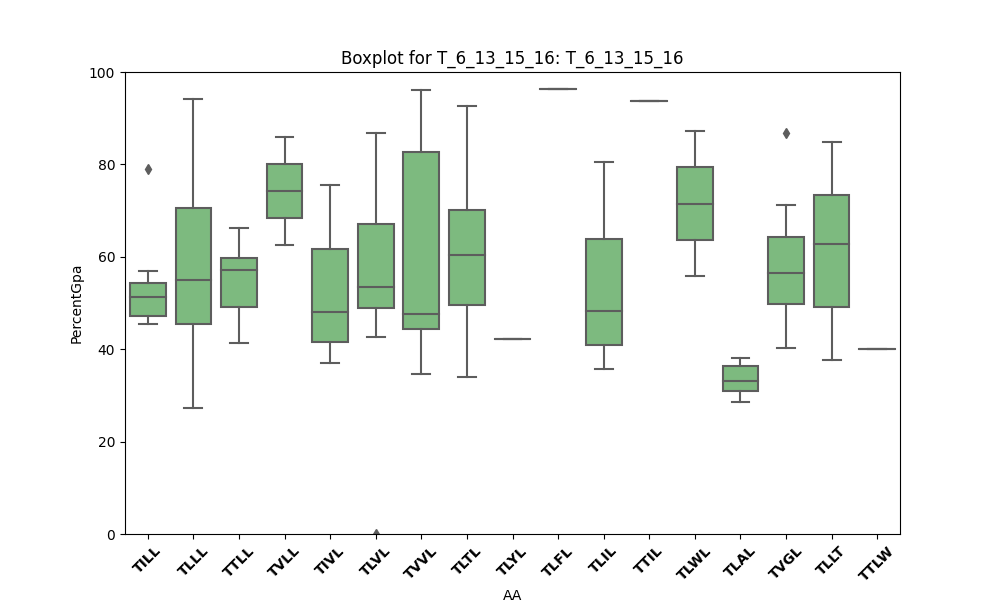 Boxplot for T_6_13_15_16: T_6_13_15_16
100
80
60
40
20
0
PercentGpa
TILL TLLL TTLL TVLL TIVL TLVL TVVL TLTL TLYL TLFL TLIL TTIL TLWL TLAL TVGL TLLT TTLW
AA